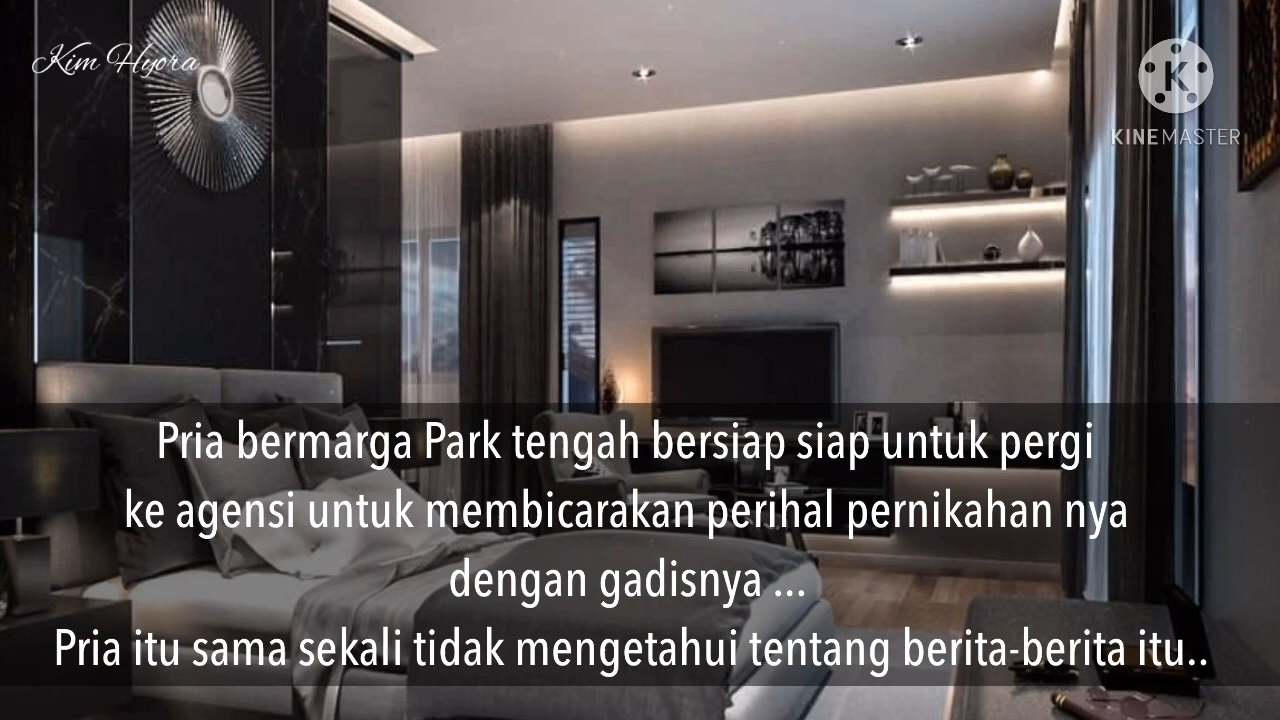 Kim Hyora
K
KINEMASTER
Pria bermarga Park tengah bersiap siap untuk pergi
ke agensi untuk membicarakan perihal pernikahan nya
dengan gadisnya ...
Pria itu sama sekali tidak mengetahui tentang berita-berita itu..